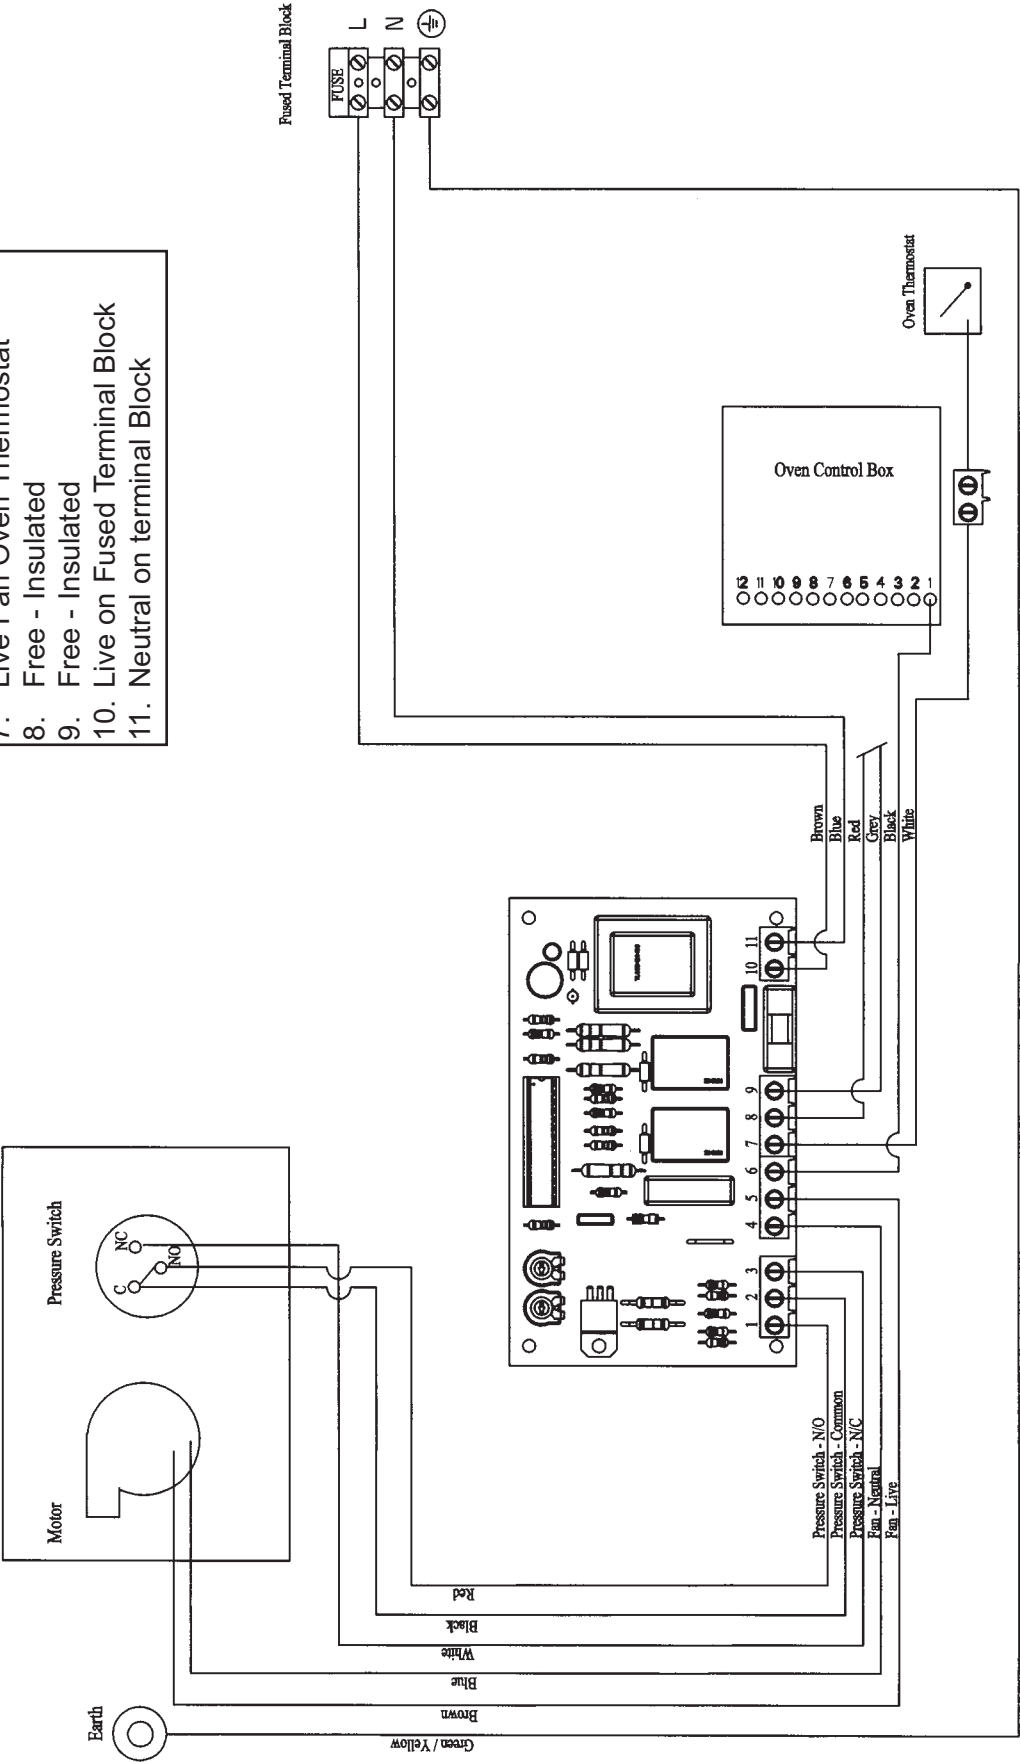 7. Live Fan Oven Thermostat
8. Free - Insulated
9. Free - Insulated
10. Live on Fused Terminal Block
11. Neutral on terminal Block
Fused Terminal Block
FUSE
L
N
Oven Thermostat
Oven Control Box
12 11 10 9 8 7 6 5 4 3 2 1
Brown
Blue
Red
Grey
Black
White
Pressure Switch
NC
NO
C
Motor
1 2 3 4 5 6 7 8 9 10 11
Pressure Switch - N/O
Pressure Switch - Common
Pressure Switch - N/C
Fan - Neutral
Fan - Live
Red
Black
White
Blue
Brown
Green / Yellow
Earth